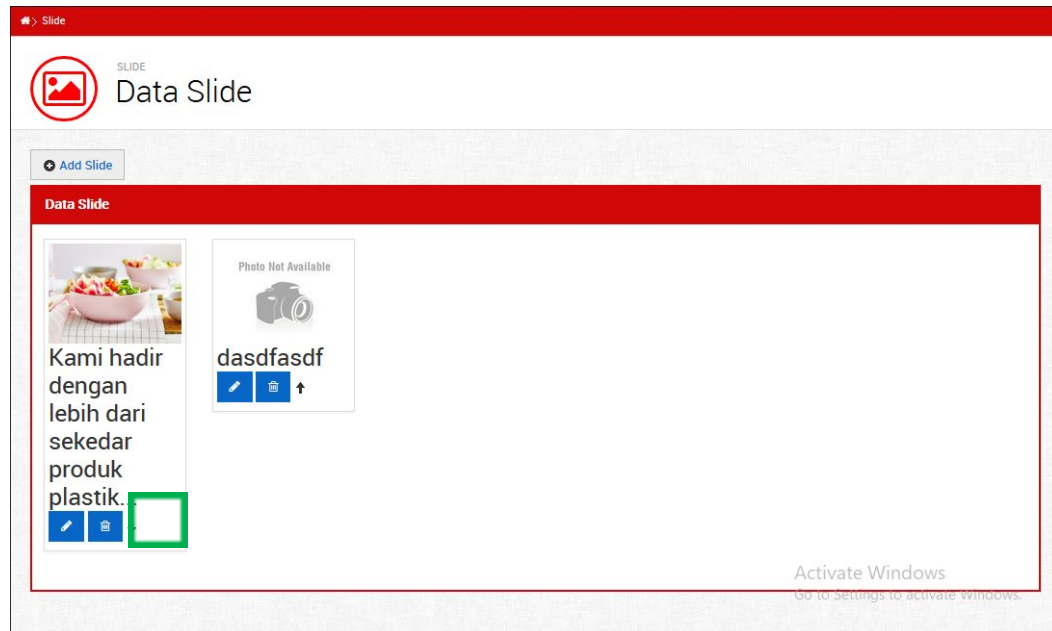 > Slide
SLIDE
Data Slide
Add Slide
Data Slide
Photo Not Available
Kami hadir
dengan
lebih dari
sekedar
produk
plastik...
dasdfasdf
Activate Windows
Go to Settings to activate Windows.